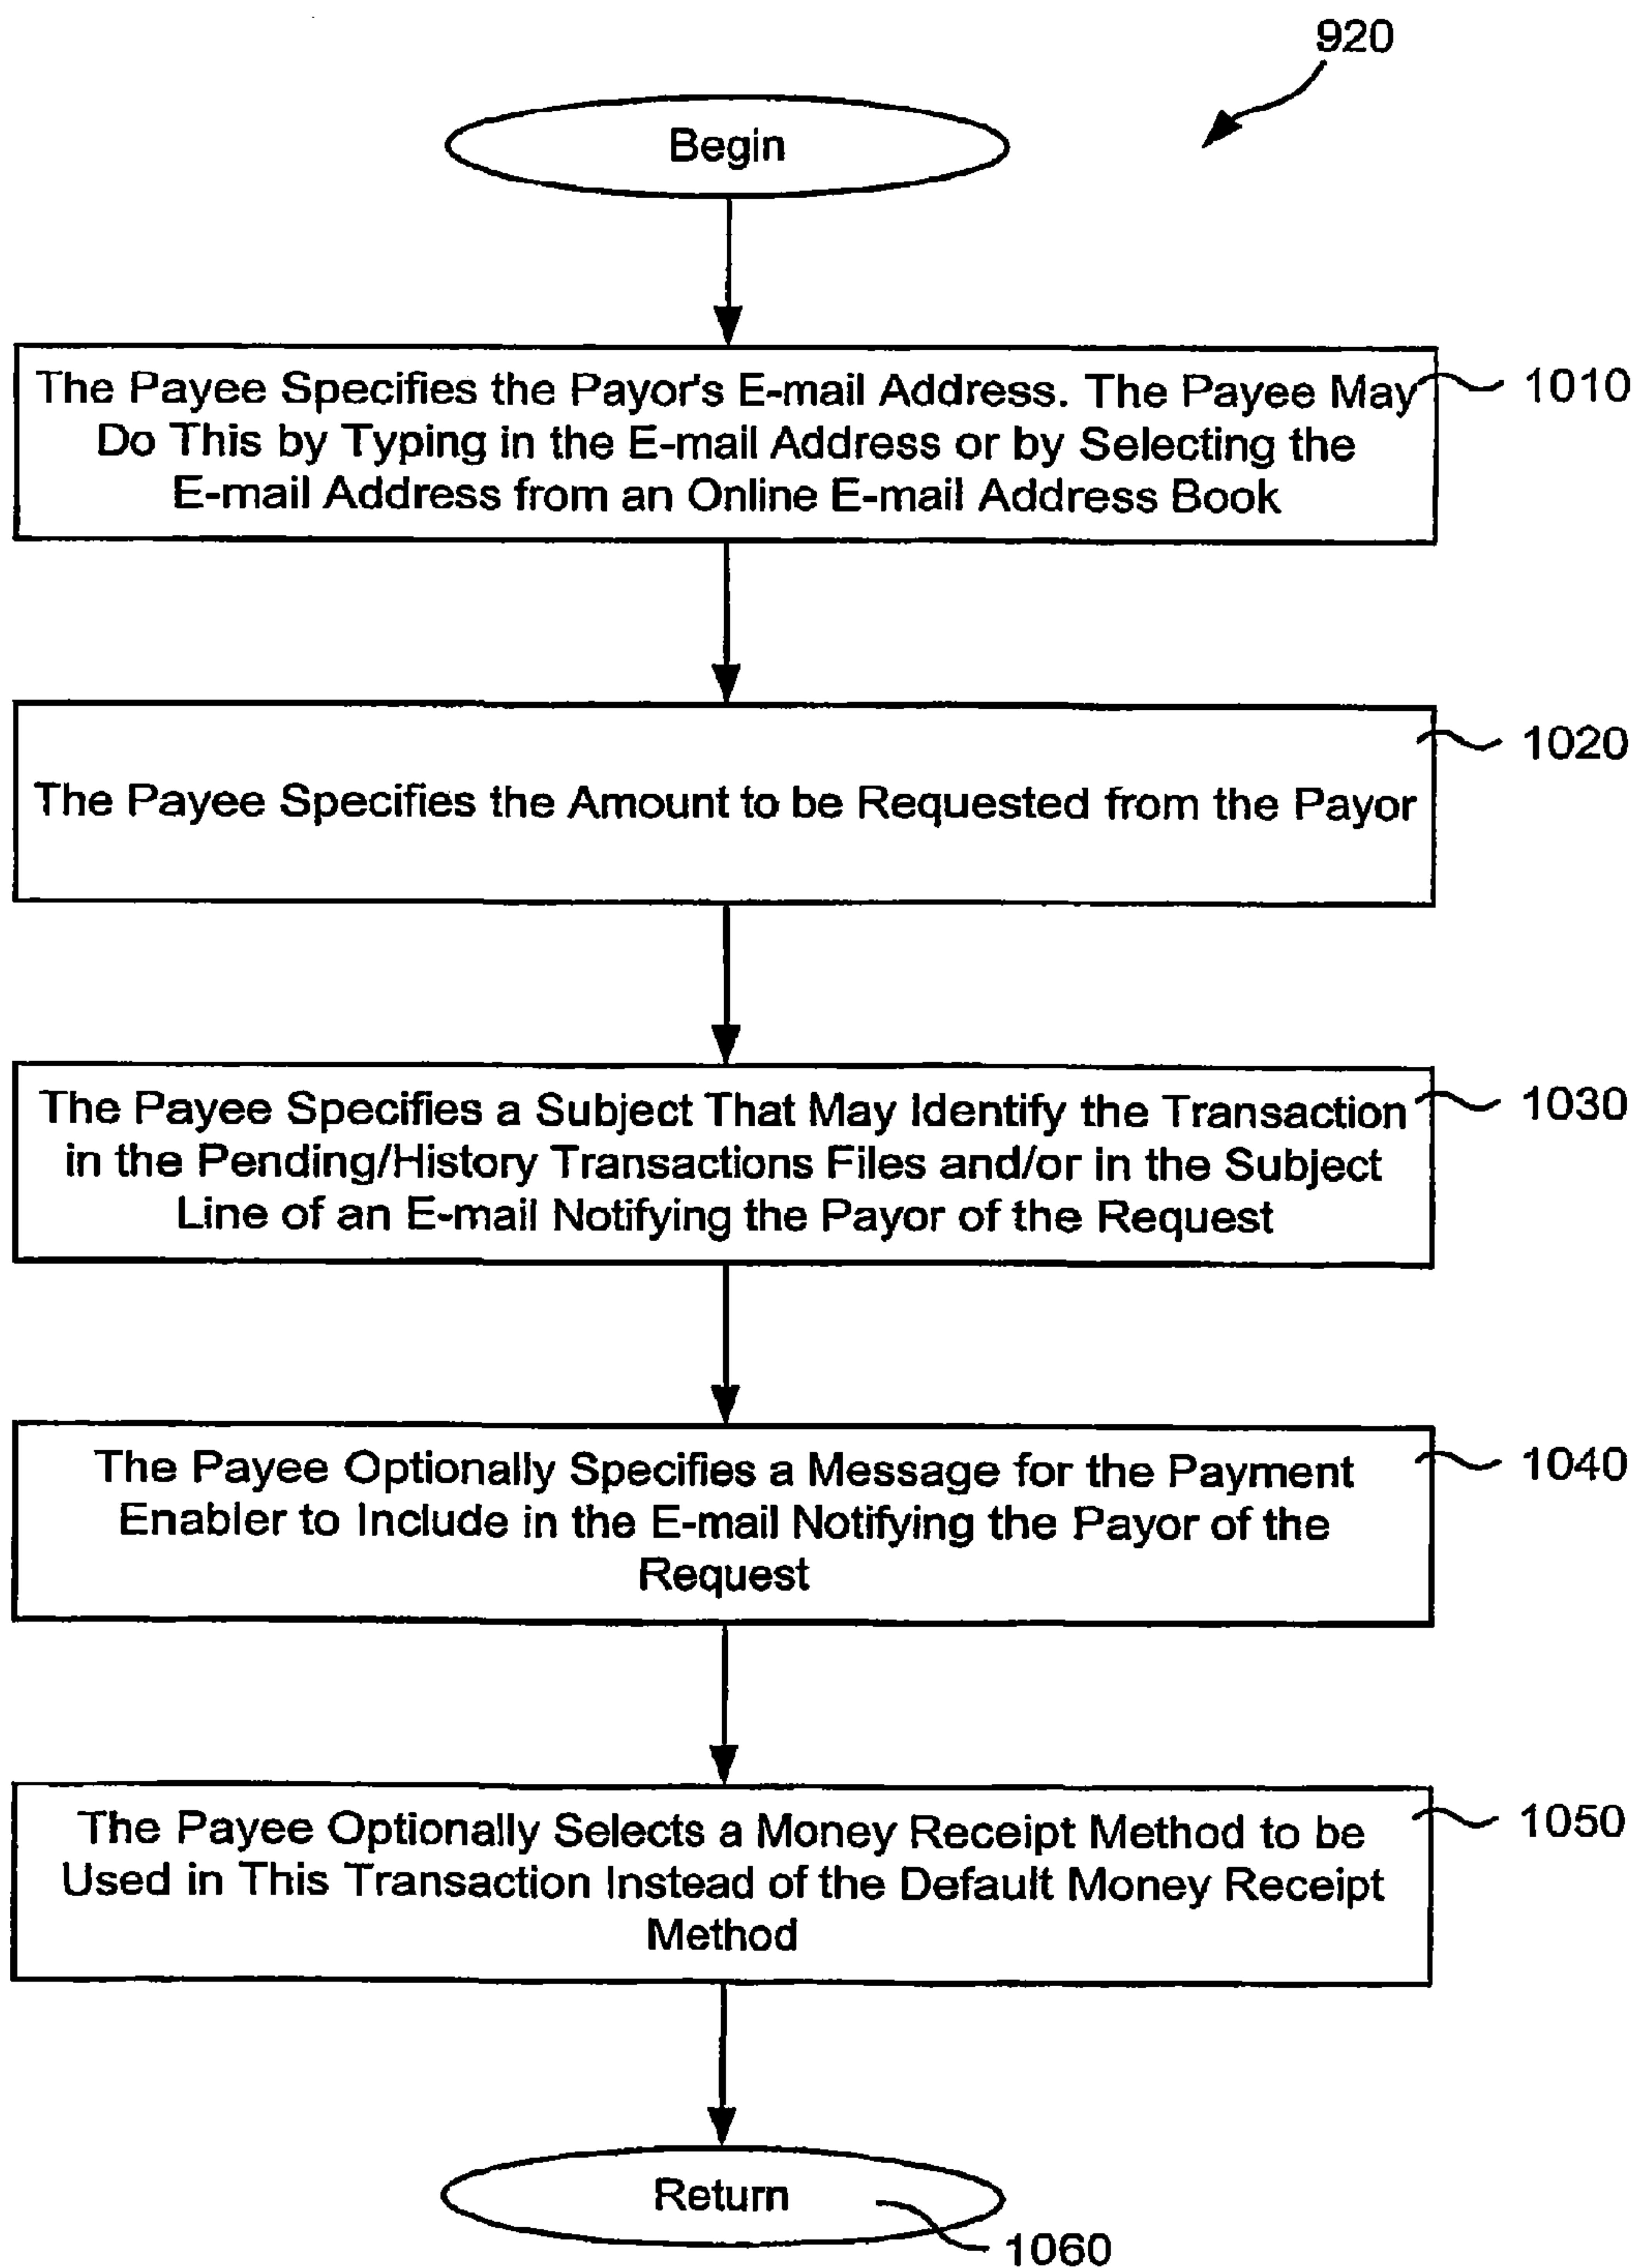 920
Begin
The Payee Specifies the Payor's E-mail Address. The Payee May
Do This by Typing in the E-mail Address or by Selecting the
E-mail Address from an Online E-mail Address Book
1010
The Payee Specifies the Amount to be Requested from the Payor
1020
The Payee Specifies a Subject That May Identify the Transaction
in the Pending/History Transactions Files and/or in the Subject
Line of an E-mail Notifying the Payor of the Request
1030
The Payee Optionally Specifies a Message for the Payment
Enabler to Include in the E-mail Notifying the Payor of the
Request
1040
The Payee Optionally Selects a Money Receipt Method to be
Used in This Transaction Instead of the Default Money Receipt
Method
1050
Return
1060